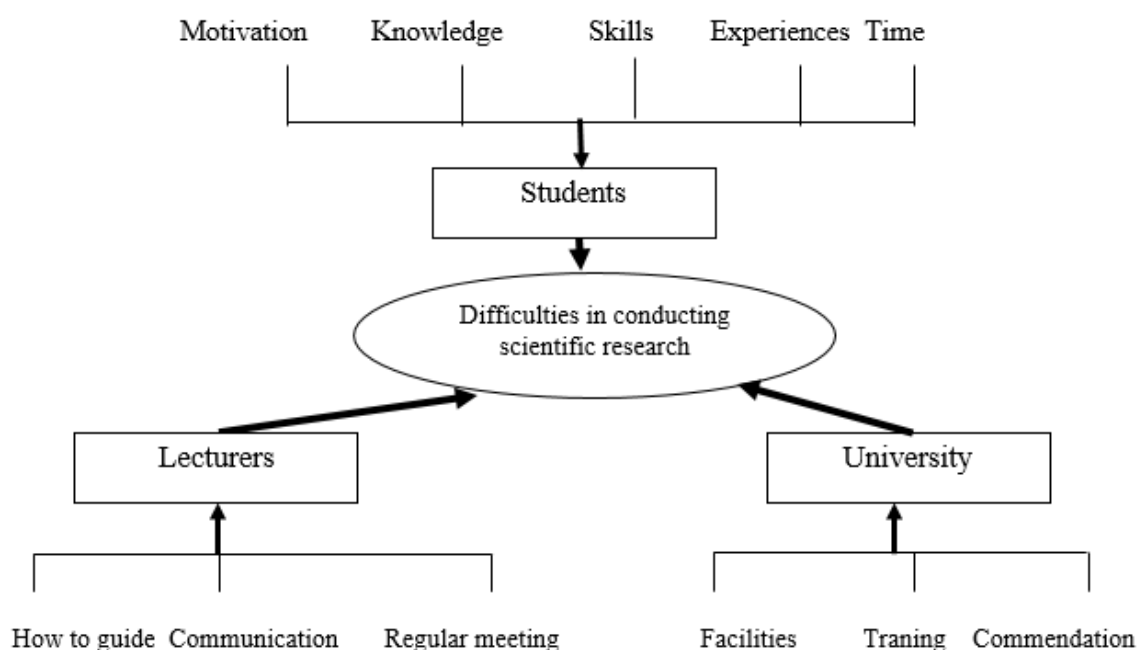 Motivation Knowledge Skills Experiences Time
Students
Difficulties in conducting
scientific research
Lecturers University
How to guide Communication Regular meeting Facilities Traning Commendation